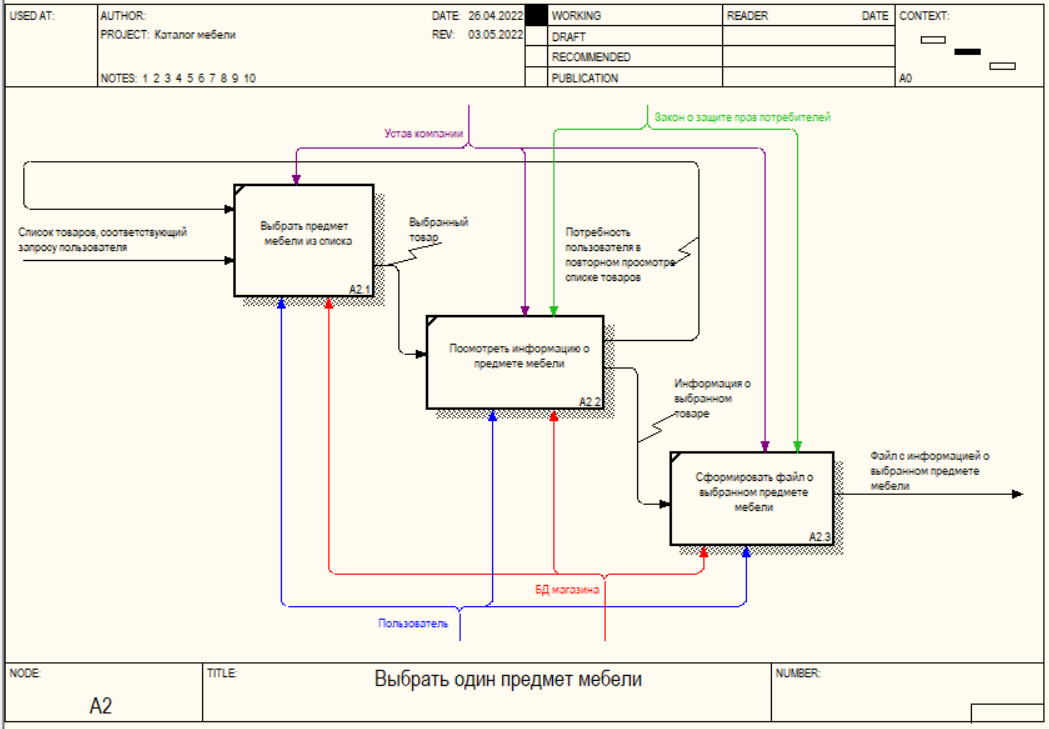 USED AT:
AUTHOR:
DATE: 26.04.2022
WORKING
READER
DATE
CONTEXT:
PROJECT: Каталог мебели
REV: 03.05.2022
DRAFT
RECOMMENDED
NOTES: 1 2 3 4 5 6 7 8 9 10
PUBLICATION
A0
Закон о защите прав потребителей
Устав компании
Список товаров, соответствующий
запросу пользователя
Выбрать предмет
мебели из списка
A2.1
Выбранный
товар
Потребность
пользователя в
повторном просмотре
списке товаров
Посмотреть информацию о
предмете мебели
A2.2
Информация о
выбранном
товаре
Сформировать файл о
выбранном предмете
мебели
A2.3
Файл с информацией о
выбранном предмете
мебели
БД магазина
Пользователь
NODE:
A2
TITLE:
Выбрать один предмет мебели
NUMBER: